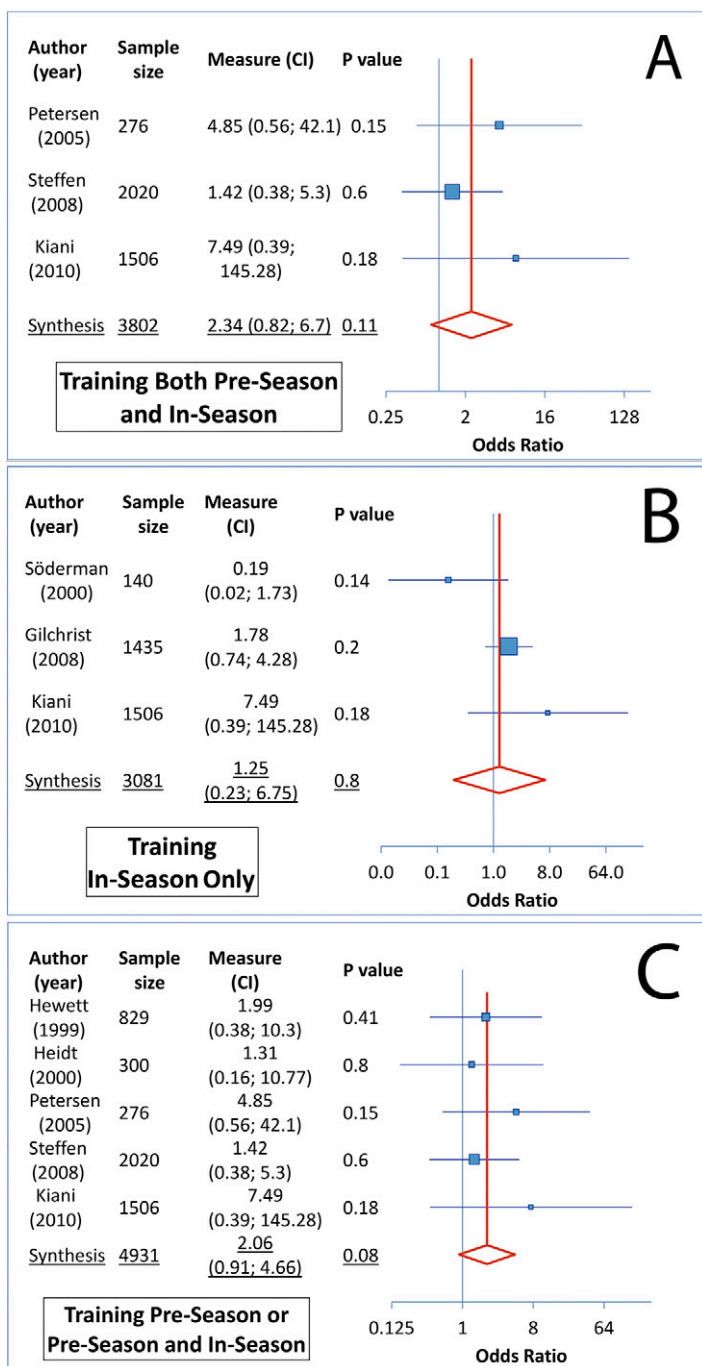 A
Author (year) Sample size Measure (CI) P value
Petersen (2005) 276 4.85 (0.56; 42.1) 0.15
Steffen (2008) 2020 1.42 (0.38; 5.3) 0.6
Kiani (2010) 1506 7.49 (0.39; 145.28) 0.18
Synthesis 3802 2.34 (0.82; 6.7) 0.11
Training Both Pre-Season
and In-Season
0.25 2 16 128
Odds Ratio
B
Author (year) Sample size Measure (CI) P value
Söderman (2000) 140 0.19 (0.02; 1.73) 0.14
Gilchrist (2008) 1435 1.78 (0.74; 4.28) 0.2
Kiani (2010) 1506 7.49 (0.39; 145.28) 0.18
Synthesis 3081 1.25 (0.23; 6.75) 0.8
Training
In-Season Only
0.0 0.1 1.0 8.0 64.0
Odds Ratio
C
Author (year) Sample size Measure (CI) P value
Hewett (1999) 829 1.99 (0.38; 10.3) 0.41
Heidt (2000) 300 1.31 (0.16; 10.77) 0.8
Petersen (2005) 276 4.85 (0.56; 42.1) 0.15
Steffen (2008) 2020 1.42 (0.38; 5.3) 0.6
Kiani (2010) 1506 7.49 (0.39; 145.28) 0.18
Synthesis 4931 2.06 (0.91; 4.66) 0.08
Training Pre-Season or
Pre-Season and In-Season
0.125 1 8 64
Odds Ratio